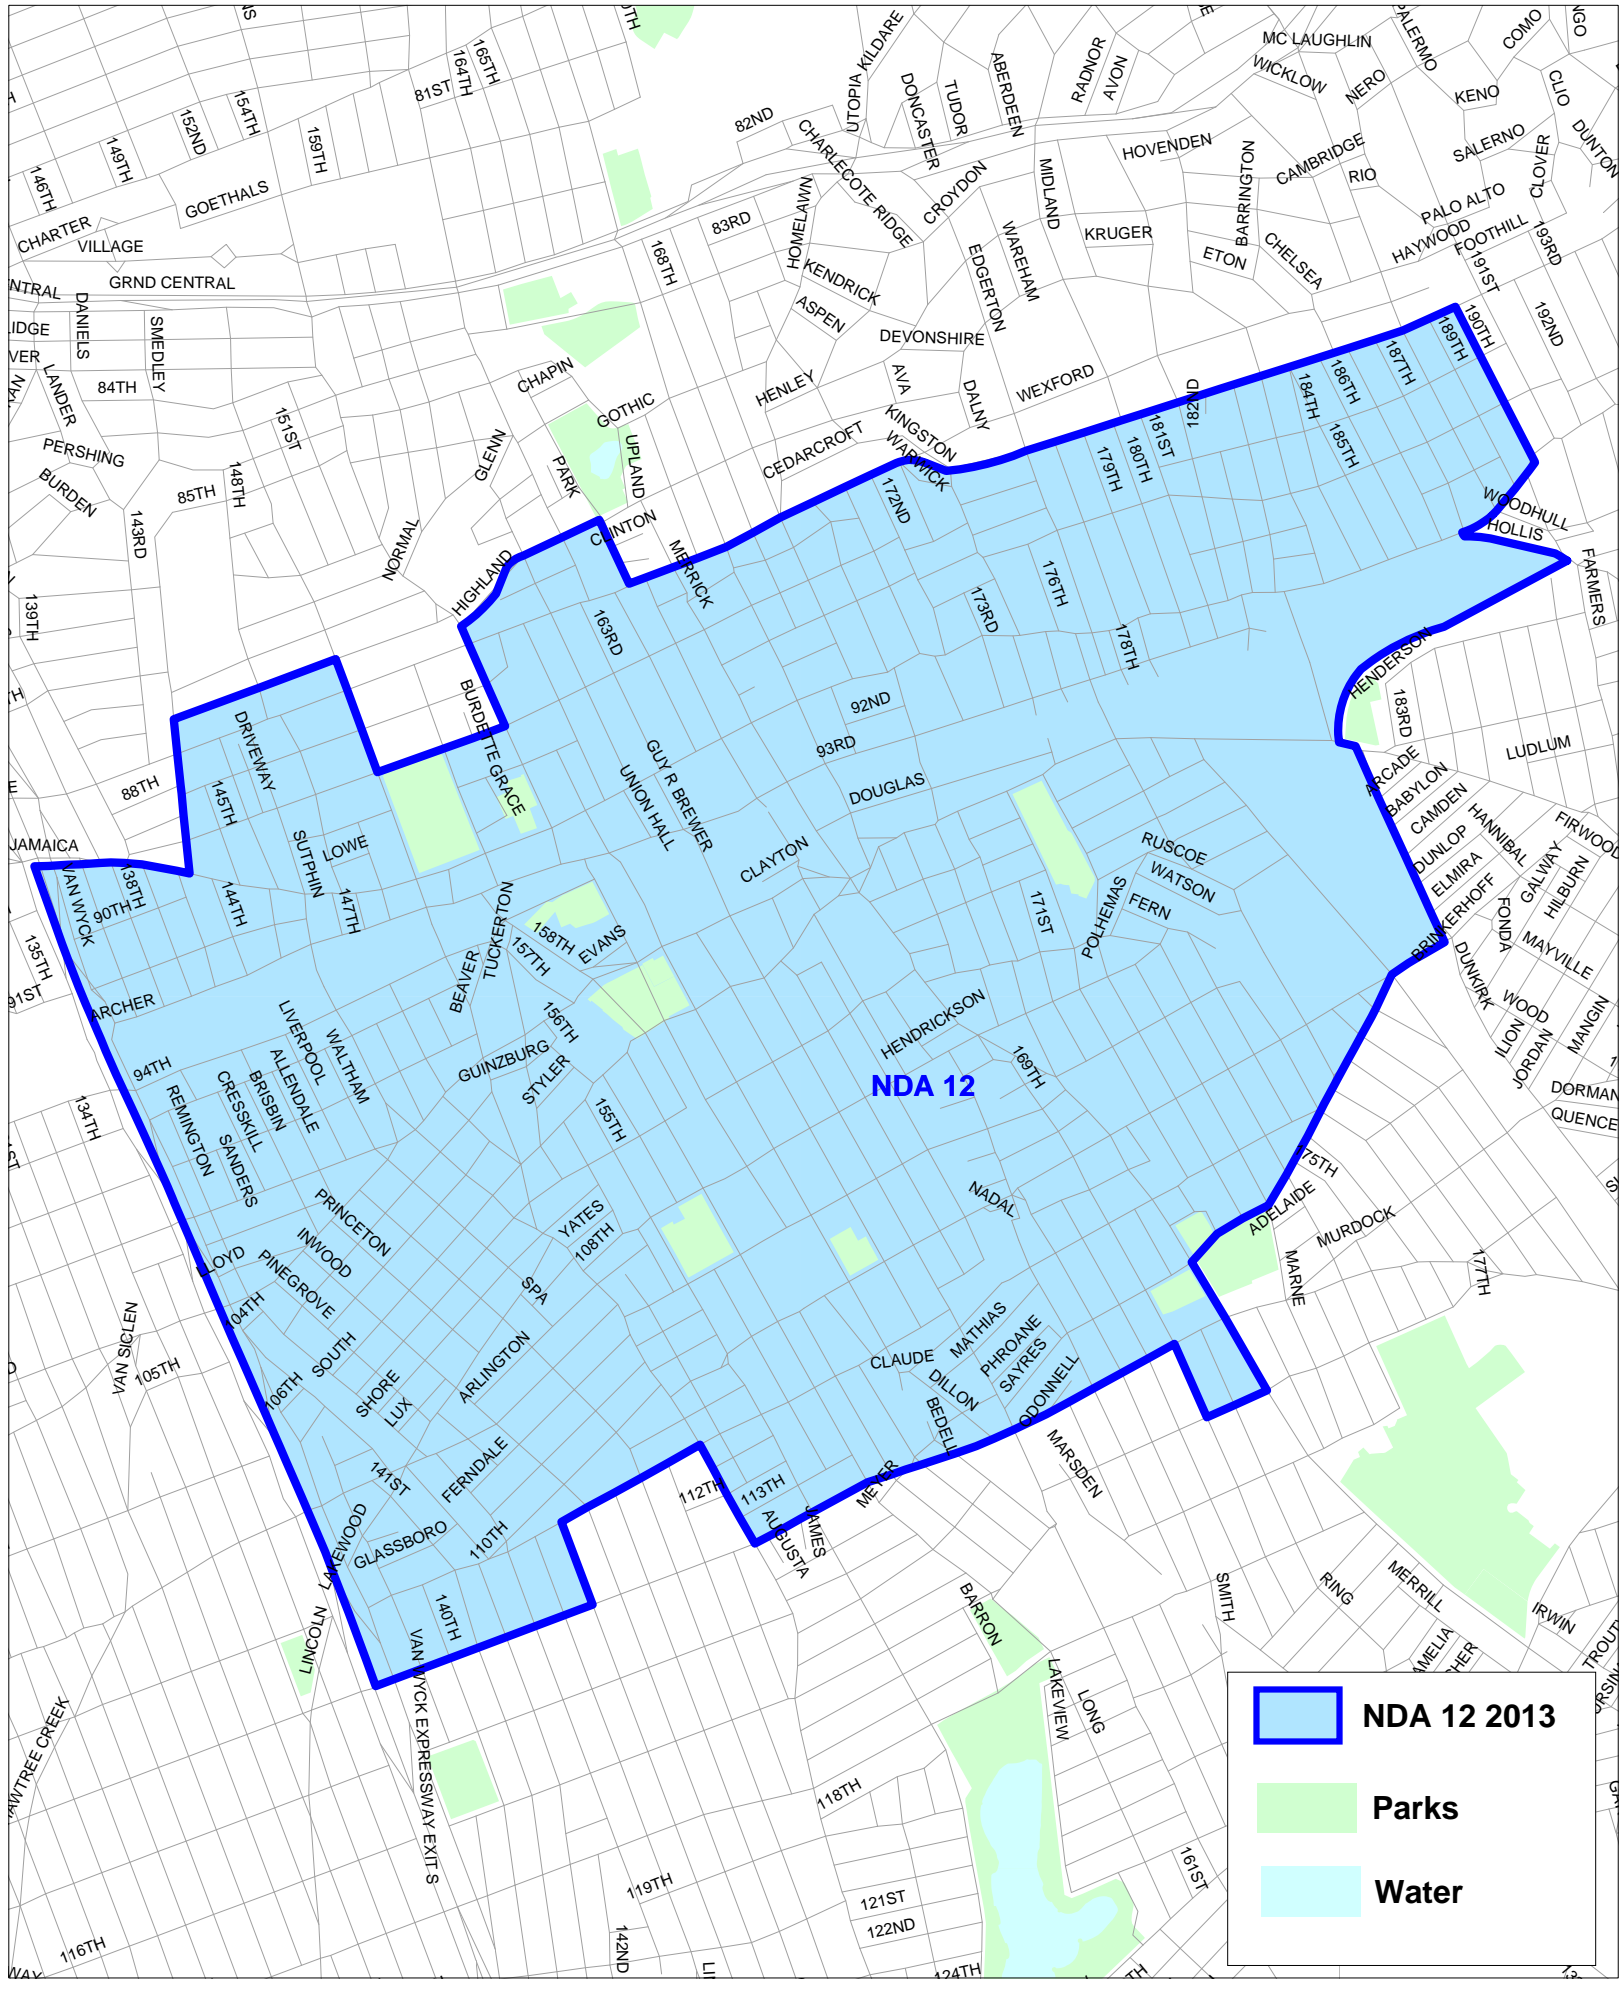 MC LAUGHLIN
COMO
PALERMO
KILDARE
RADNOR
AVON
ABERDEEN
WICKLOW
NERO
KENO
CLIO
165TH
164TH
81ST
154TH
152ND
159TH
149TH
146TH
82ND
UTOPIA
DONCASTER
TUDOR
CHARLECOTE RIDGE
HOVENDEN
BARRINGTON
CAMBRIDGE
RIO
SALERNO
CLOVER
DUNTON
GOETHALS
CHARTER
VILLAGE
GRND CENTRAL
NTRAL
83RD
HOMELAWN
CROYDON
MIDLAND
KRUGER
PALO ALTO
HAYWOOD
FOOTHILL
193RD
191ST
168TH
KENDRICK
ASPEN
EDGERTON
WAREHAM
ETON
CHELSEA
DANIELS
SMEDLEY
LANDER
84TH
PERSHING
BURDEN
85TH
148TH
151ST
143RD
139TH
CHAPIN
GOTHIC
GLENN
PARK
UPLAND
HENLEY
DEVONSHIRE
AVA
DALNY
WEXFORD
KINGSTON
WARWICK
CEDARCROFT
182ND
181ST
180TH
179TH
184TH
186TH
185TH
187TH
189TH
190TH
192ND
WOODHULL
HOLLIS
FARMERS
NORMAL
HIGHLAND
CLINTON
MERRICK
172ND
163RD
173RD
176TH
178TH
HENDERSON
183RD
LUDLUM
88TH
DRIVEWAY
145TH
BURDETTE
GRACE
92ND
93RD
DOUGLAS
GUY R BREWER
UNION HALL
CLAYTON
ARCADE
BABYLON
CAMDEN
DUNLOP
HANNIBAL
ELMIRA
BRINKERHOFF
GALWAY
HILBURN
FIRWOOD
FONDA
MAYVILLE
DUNKIRK
WOOD
ILION
JORDAN
MANGIN
DORMAN
QUENCE
JAMAICA
VAN WYCK
138TH
90TH
144TH
SUTPHIN
LOWE
147TH
135TH
91ST
ARCHER
TUCKERTON
BEAVER
158TH
157TH
EVANS
156TH
RUSCOE
WATSON
FERN
POLHEMAS
171ST
HENDRICKSON
169TH
NDA 12
94TH
134TH
REMINGTON
CRESSKILL
SANDERS
BRISBIN
ALLENDALE
LIVERPOOL
WALTHAM
GUINZBURG
STYLER
155TH
PRINCETON
INWOOD
PINEGROVE
LLOYD
104TH
YATES
108TH
SPA
NADAL
175TH
ADELAIDE
MURDOCK
MARNE
177TH
VAN SICLEN
105TH
106TH
SOUTH
SHORE
LUX
ARLINGTON
CLAUDE
MATHIAS
PHROANE
SAYRES
DILLON
BEDELL
ODONNELL
MARSDEN
141ST
FERNDALE
LAKEWOOD
GLASSBORO
110TH
112TH
113TH
AUGUSTA
JAMES
MEYER
140TH
LINCOLN
VAN WYCK EXPRESSWAY EXIT S
BARRON
SMITH
RING
MERRILL
IRWIN
AMELIA
TROUT
LAKEVIEW
LONG
118TH
119TH
121ST
122ND
124TH
142ND
161ST
116TH
AWTREE CREEK
NDA 12 2013
Parks
Water